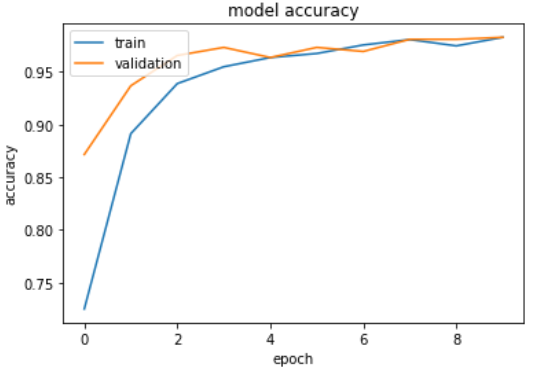 model accuracy
train
validation
0.95
0.90
0.85
0.80
0.75
accuracy
0 2 4 6 8
epoch